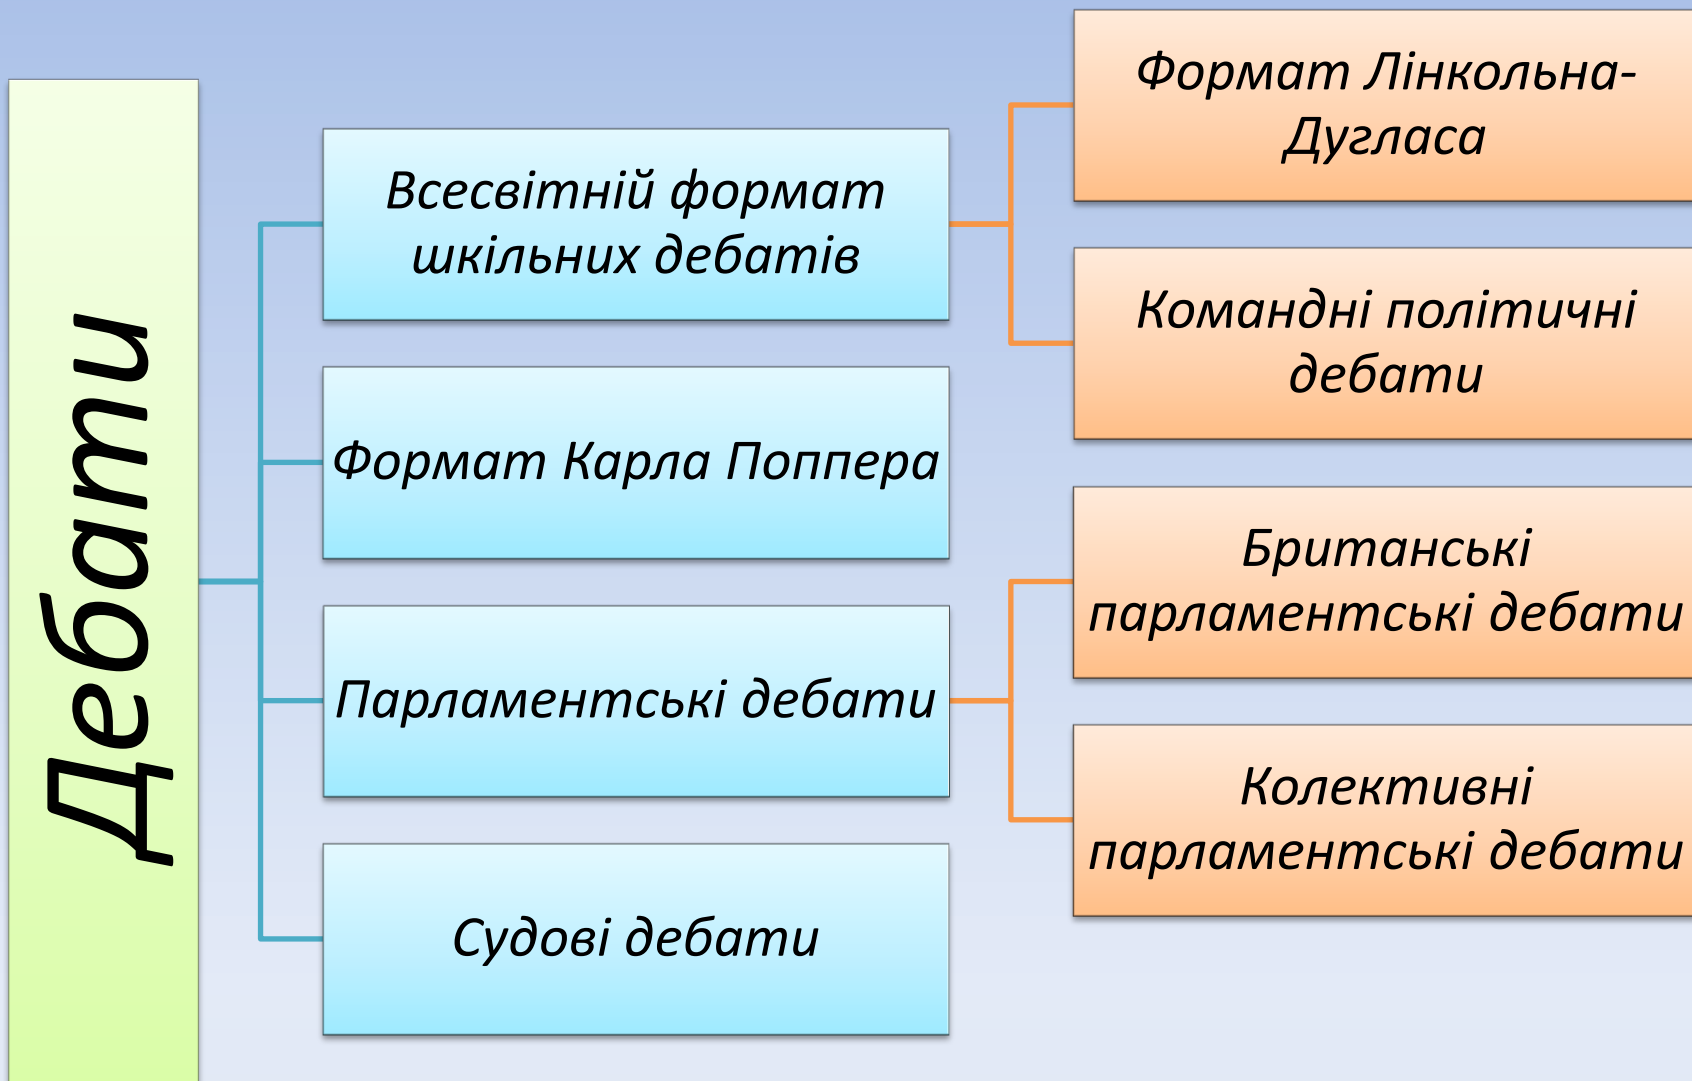 Дебати
Всесвітній формат
шкільних дебатів
Формат Лінкольна-
Дугласа
Командні політичні
дебати
Формат Карла Поппера
Парламентські дебати
Британські
парламентські дебати
Колективні
парламентські дебати
Судові дебати